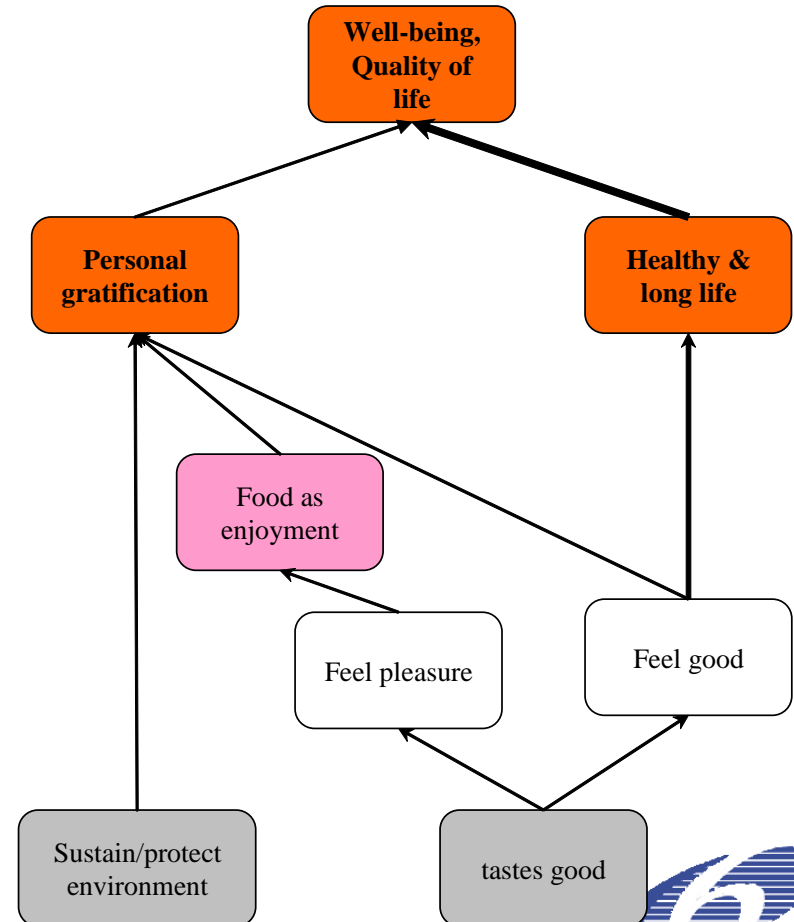 Well-being,
Quality of
life
Personal
gratification
Healthy &
long life
Food as
enjoyment
Feel pleasure
Feel good
Sustain/protect
environment
tastes good